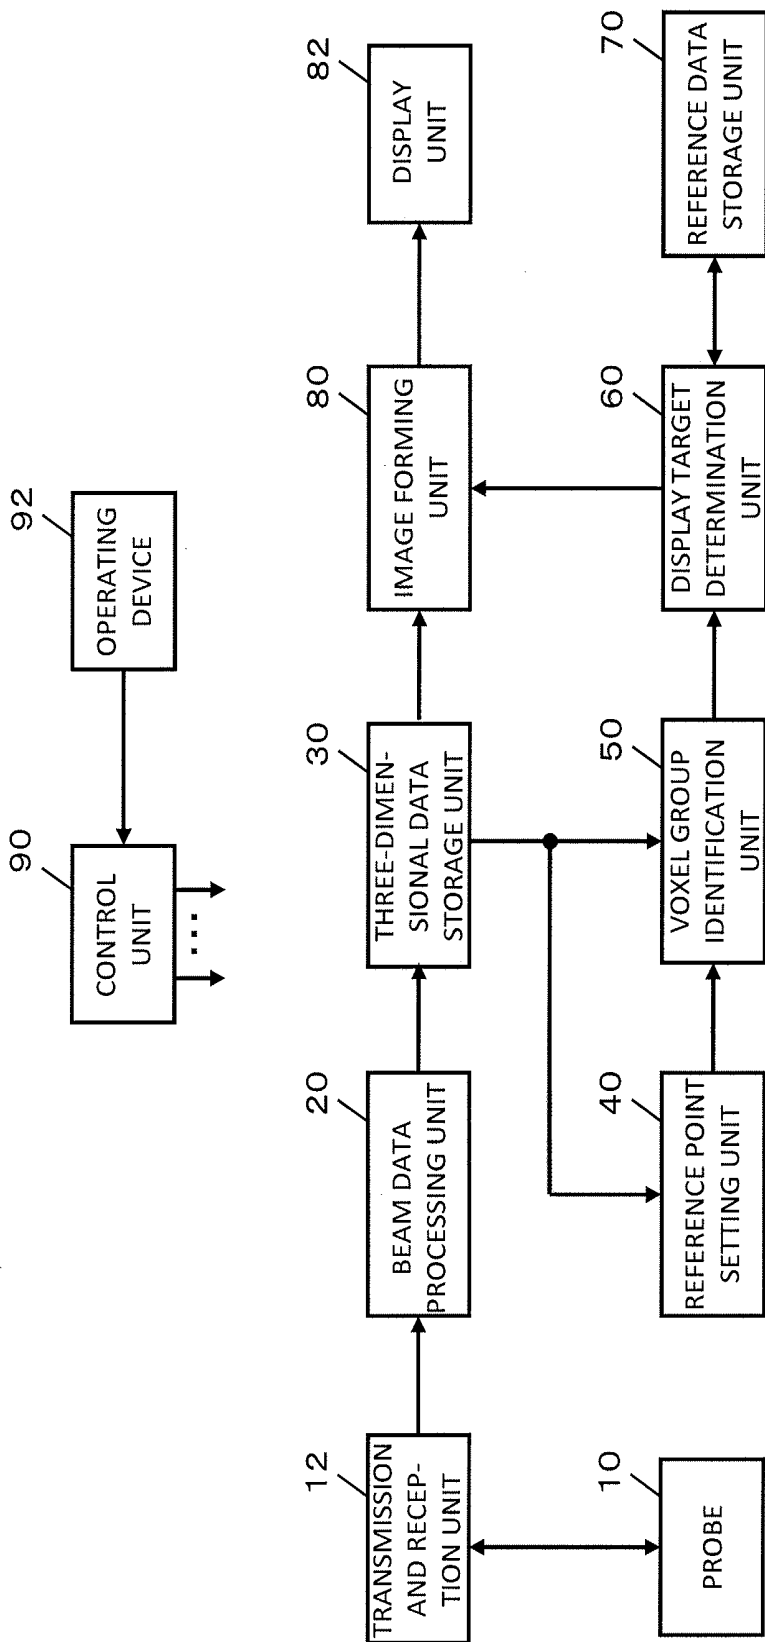 92
OPERATING
DEVICE
90
CONTROL
UNIT
...
12
TRANSMISSION
AND RECEP-
TION UNIT
20
BEAM DATA
PROCESSING UNIT
30
THREE-DIMEN-
SIONAL DATA
STORAGE UNIT
80
IMAGE FORMING
UNIT
82
DISPLAY
UNIT
10
PROBE
40
REFERENCE POINT
SETTING UNIT
50
VOXEL GROUP
IDENTIFICATION
UNIT
60
DISPLAY TARGET
DETERMINATION
UNIT
70
REFERENCE DATA
STORAGE UNIT